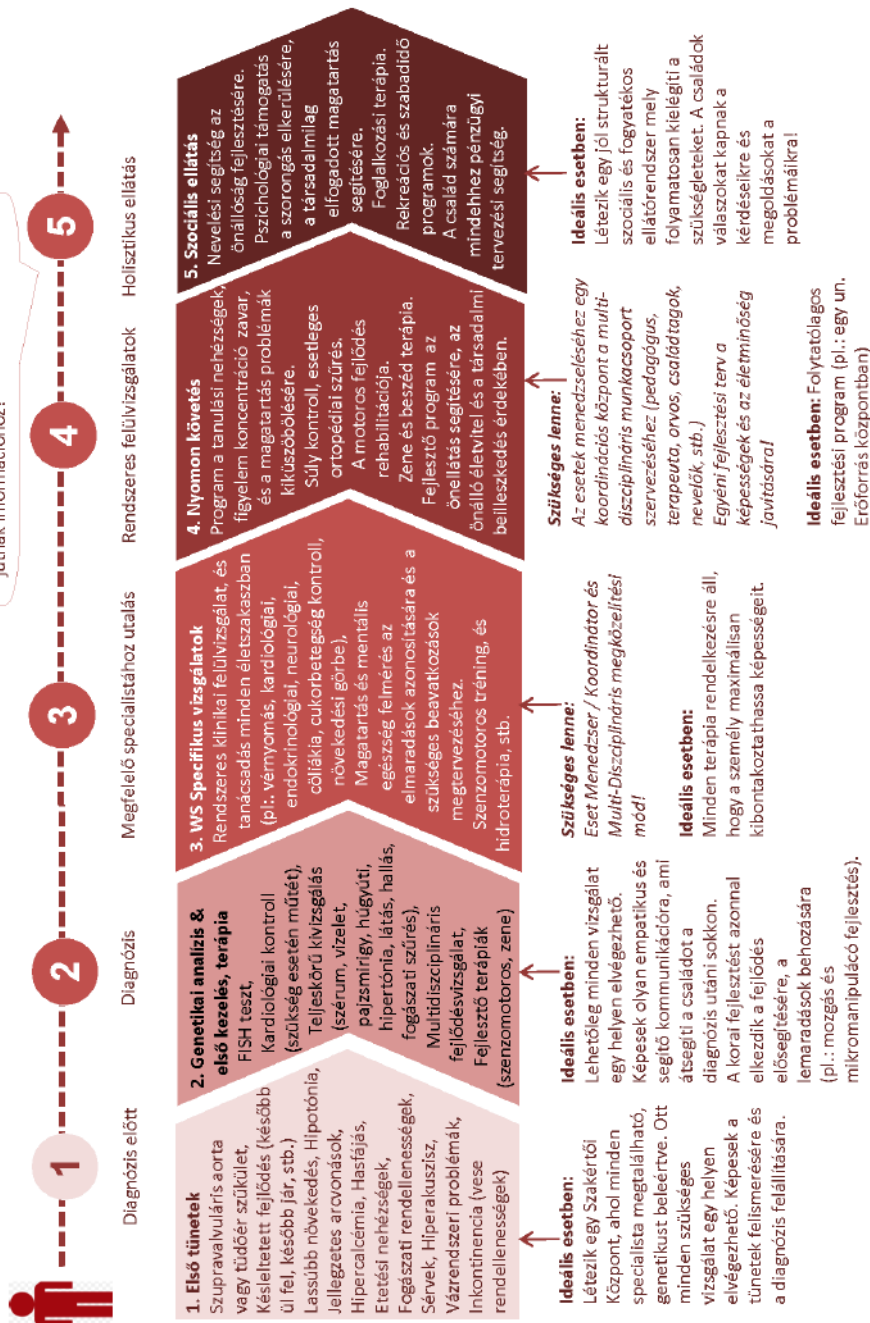 jutnak információhoz?
1
2
3
4
5
Diagnózis előtt
Diagnózis
Megfelelő specialistához utalás
Rendszeres felülvizsgálatok
Holisztikus ellátás
1. Első tünetek
Szupravalvuláris aorta
vagy tüdőér szűkület,
Késleltetett fejlődés (később
ül fel, később jár, stb.)
Lassúbb növekedés, Hipotónia,
Jellegzetes arcvonások,
Hipercalcémia, Hasfájás,
Etetési nehézségek,
Fogászati rendellenességek,
Sérvek, Hiperakuszisz,
Vázrendszeri problémák,
Inkontinencia (vese
rendellenességek)
2. Genetikai analízis &
első kezelés, terápia
FISH teszt,
Kardiológiai kontroll
(szükség esetén műtét),
Teljeskörű kivizsgálás
(szérum, vizelet,
pajzsmirigy, húgyúti,
hipertónia, látás, hallás,
fogászati szűrés),
Multidiszciplináris
fejlődésvizsgálat,
Fejlesztő terápiák
(szenzomotoros, zene)
3. WS Specifikus vizsgálatok
Rendszeres klinikai felülvizsgálat, és
tanácsadás minden életszakaszban
(pl.: vérnyomás, kardiológiai,
endokrinológiai, neurológiai,
cöliákia, cukorbetegség kontroll,
növekedési görbe),
Magatartás és mentális
egészség felmérés az
elmaradások azonosítására és a
szükséges beavatkozások
megtervezéséhez.
Szenzomotoros tréning, és
hidroterápia, stb.
4. Nyomon követés
Program a tanulási nehézségek,
figyelem koncentráció zavar,
és a magatartás problémák
kiküszöbölésére.
Súly kontroll, esetleges
ortopédiai szűrés.
A motoros fejlődés
rehabilitációja.
Zene és beszéd terápia.
Fejlesztő program az
önellátás segítésére, az
önálló életvitel és a társadalmi
beilleszkedés érdekében.
5. Szociális ellátás
Nevelési segítség az
önállóság fejlesztésére.
Pszichológiai támogatás
a szorongás elkerülésére,
a társadalmilag
elfogadott magatartás
segítésére.
Foglalkozási terápia.
Rekreációs és szabadidő
programok.
A család számára
mindehhez pénzügyi
tervezési segítség.
Ideális esetben:
Létezik egy Szakértői
Központ, ahol minden
specialista megtalálható,
genetikust beleértve. Ott
minden szükséges
vizsgálat egy helyen
elvégezhető. Képesek a
tünetek felismerésére és
a diagnózis felállítására.
Ideális esetben:
Lehetőleg minden vizsgálat
egy helyen elvégezhető.
Képesek olyan empatikus és
segítő kommunikációra, ami
átsegíti a családot a
diagnózis utáni sokkon.
A korai fejlesztést azonnal
elkezdik a fejlődés
elősegítésére, a
lemaradások behozására
(pl.: mozgás és
mikromanipulácó fejlesztés).
Szükséges lenne:
Eset Menedzser / Koordinátor és
Multi-Diszciplináris megközelítési
mód!
Ideális esetben:
Minden terápia rendelkezésre áll,
hogy a személy maximálisan
kibontakoztathassa képességeit.
Szükséges lenne:
Az esetek menedzseléséhez egy
koordinációs központ a multi-
diszciplináris munkacsoport
szervezéséhez (pedagógus,
terapeuta, orvos, családtagok,
nevelők, stb.)
Egyéni fejlesztési terv a
képességek és az életminőség
javítására!
Ideális esetben: Folytatólagos
fejlesztési program (pl.: egy un.
Erőforrás központban)
Ideális esetben:
Létezik egy jól strukturált
szociális és fogyatékos
ellátórendszer mely
folyamatosan kielégíti a
szükségleteket. A családok
válaszokat kapnak a
kérdéseikre és
megoldásokat a
problémáikra!